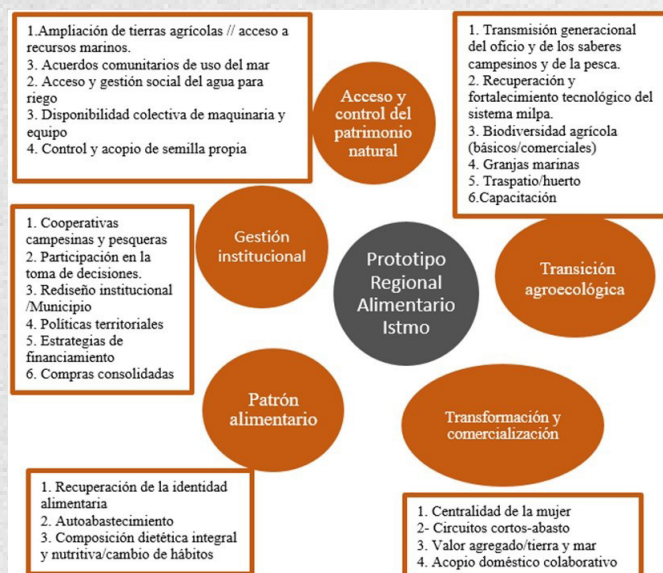 1.Ampliación de tierras agrícolas // acceso a
recursos marinos.
3. Acuerdos comunitarios de uso del mar
2. Acceso y gestión social del agua para
riego
3. Disponibilidad colectiva de maquinaria y
equipo
4. Control y acopio de semilla propia
Acceso y
control del
patrimonio
natural
1. Transmisión generacional
del oficio y de los saberes
campesinos y de la pesca.
2. Recuperación y
fortalecimiento tecnológico del
sistema milpa.
3. Biodiversidad agrícola
(básicos/comerciales)
4. Granjas marinas
5. Traspatio/huerto
6.Capacitación
1. Cooperativas
campesinas y pesqueras
2. Participación en la
toma de decisiones.
3. Rediseño institucional
/Municipio
4. Políticas territoriales
5. Estrategias de
financiamiento
6. Compras consolidadas
Gestión
institucional
Prototipo
Regional
Alimentario
Istmo
Transición
agroecológica
Patrón
alimentario
Transformación y
comercialización
1. Recuperación de la identidad
alimentaria
2. Autoabastecimiento
3. Composición dietética integral
y nutritiva/cambio de hábitos
1. Centralidad de la mujer
2- Circuitos cortos-abasto
3. Valor agregado/tierra y mar
4. Acopio doméstico colaborativo